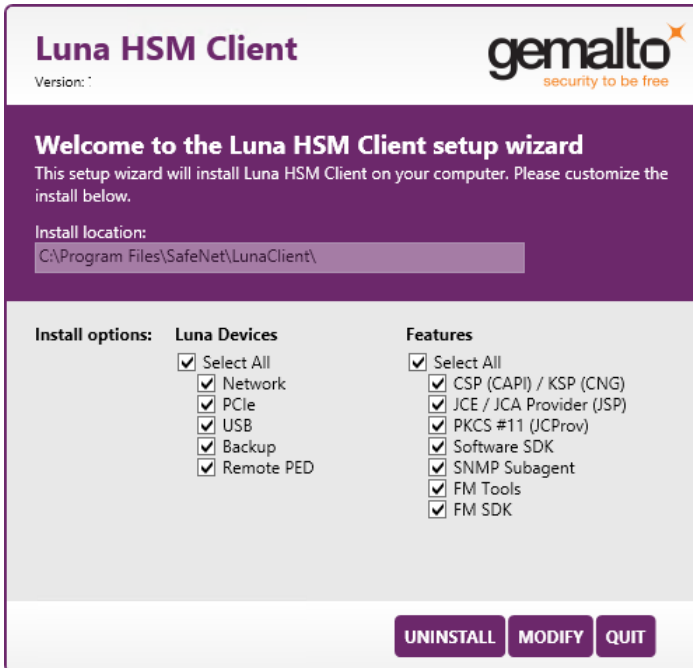 Luna HSM Client
gemalto
security to be free
Version:
Welcome to the Luna HSM Client setup wizard
This setup wizard will install Luna HSM Client on your computer. Please customize the
install below.
Install location:
C:\Program Files\SafeNet\LunaClient\
Install options:
Luna Devices
Select All
Network
PCIe
USB
Backup
Remote PED
Features
Select All
CSP (CAPI) / KSP (CNG)
JCE / JCA Provider (JSP)
PKCS #11 (JCProv)
Software SDK
SNMP Subagent
FM Tools
FM SDK
UNINSTALL
MODIFY
QUIT